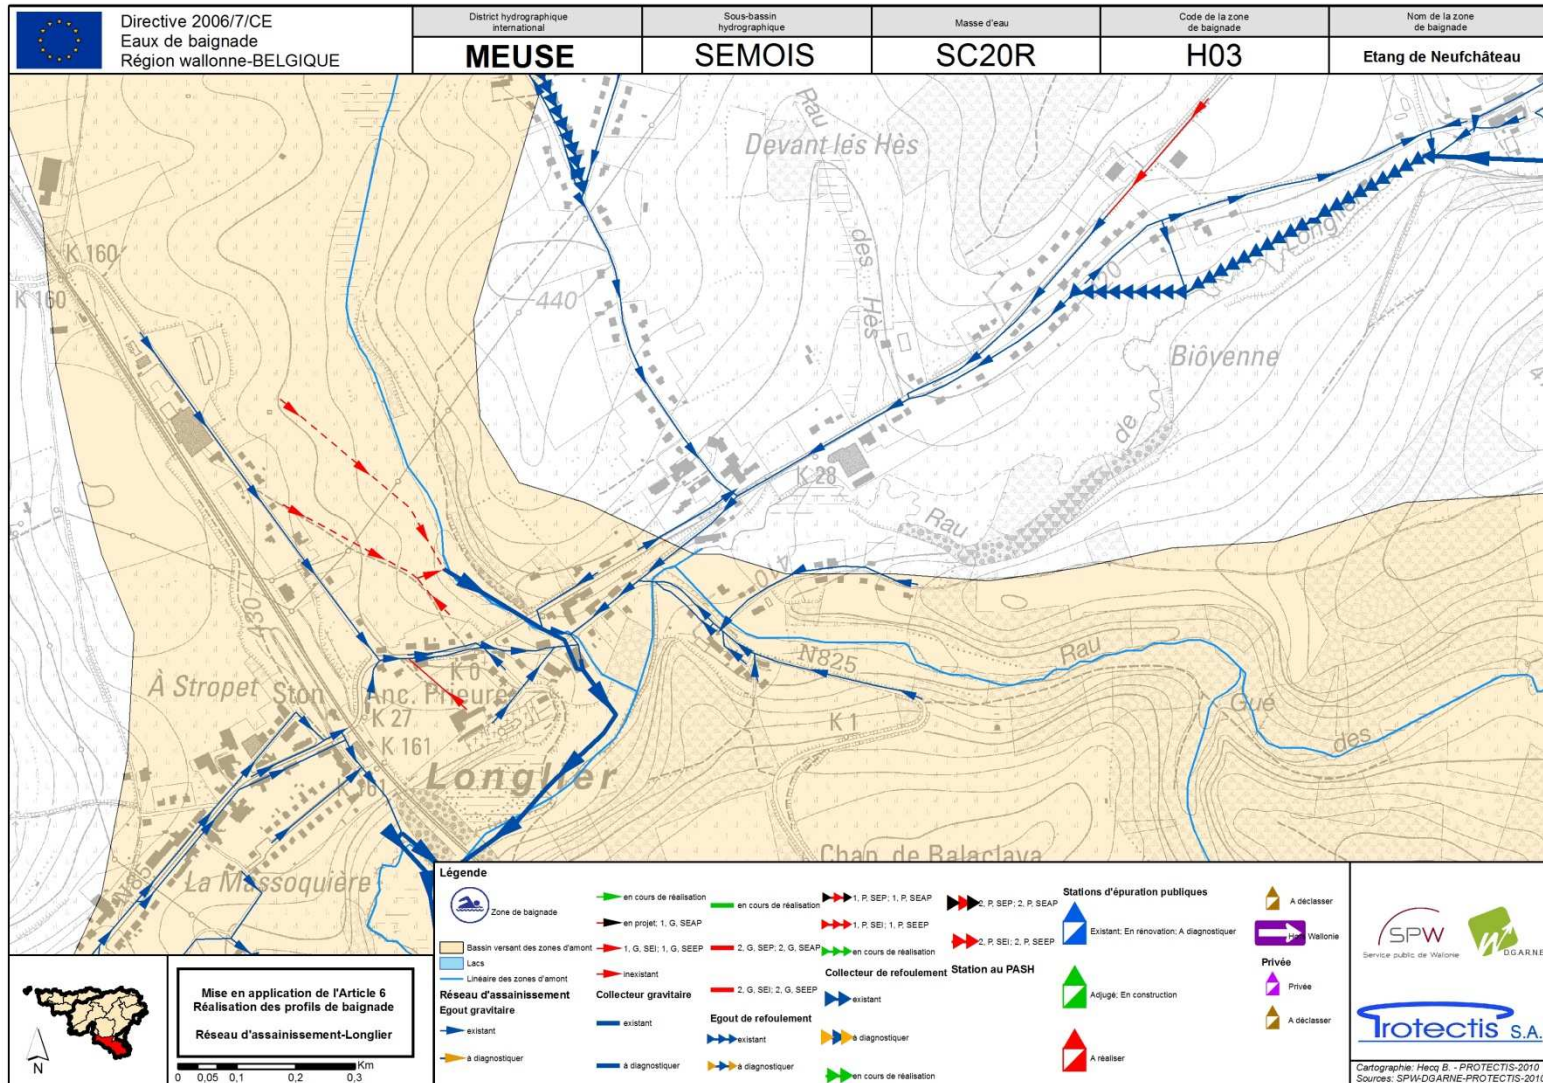 Directive 2006/7/CE
Eaux de baignade
Région wallonne-BELGIQUE
District hydrographique
international
MEUSE
Sous-bassin
hydrographique
SEMOIS
Masse d'eau
SC20R
Code de la zone
de baignade
H03
Nom de la zone
de baignade
Etang de Neufchâteau
Rau
des
Hès
Devant lés Hès
K 160
K 160
440
Longlier
20
Biôvenne
de
Rau
K 28
410
430
À Stropet
Ston
Anc. Prieuré
K 0
K 27
K 161
K 161
Longlier
N825
K 1
Rau
Gué
des
Chap. de Balaclava
La Massoquière
N85
Légende
Zone de baignade
Bassin versant des zones d'amont
Lacs
Linéaire des zones d'amont
Réseau d'assainissement
Egout gravitaire
existant
à diagnostiquer
en cours de réalisation
en projet; 1, G, SEAP
1, G, SEI; 1, G, SEEP
inexistant
Collecteur gravitaire
existant
à diagnostiquer
en cours de réalisation
2, G, SEP; 2, G, SEAP
2, G, SEI; 2, G, SEEP
Egout de refoulement
existant
à diagnostiquer
1, P, SEP; 1, P, SEAP
1, P, SEI; 1, P, SEEP
en cours de réalisation
Collecteur de refoulement
existant
à diagnostiquer
en cours de réalisation
2, P, SEP; 2, P, SEAP
2, P, SEI; 2, P, SEEP
Station au PASH
Stations d'épuration publiques
Existant; En rénovation; A diagnostiquer
Adjugé; En construction
A réaliser
A déclasser
Hors Wallonie
Privée
Privée
A déclasser
N
Mise en application de l'Article 6
Réalisation des profils de baignade
Réseau d'assainissement-Longlier
Km
0 0,05 0,1 0,2 0,3
SPW
Service public de Wallonie
W
D.G.A.R.N.E
Protectis S.A.
Cartographie: Hecq B. - PROTECTIS-2010
Sources: SPW-DGARNE-PROTECTIS-2010